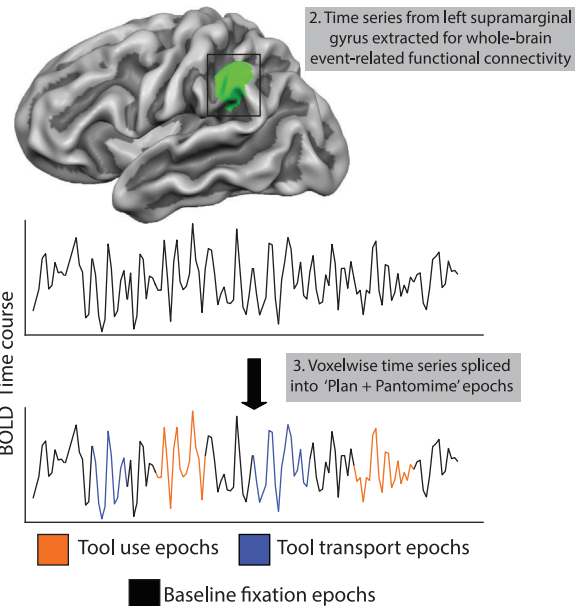 2. Time series from left supramarginal
gyrus extracted for whole-brain
event-related functional connectivity
BOLD Time course
3. Voxelwise time series spliced
into ‘Plan + Pantomime’ epochs
Tool use epochs
Tool transport epochs
Baseline fixation epochs